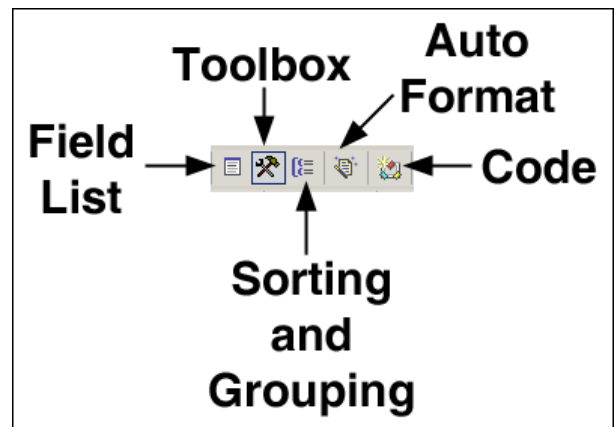 Auto
Format
Toolbox
Field
List
Code
Sorting
and
Grouping